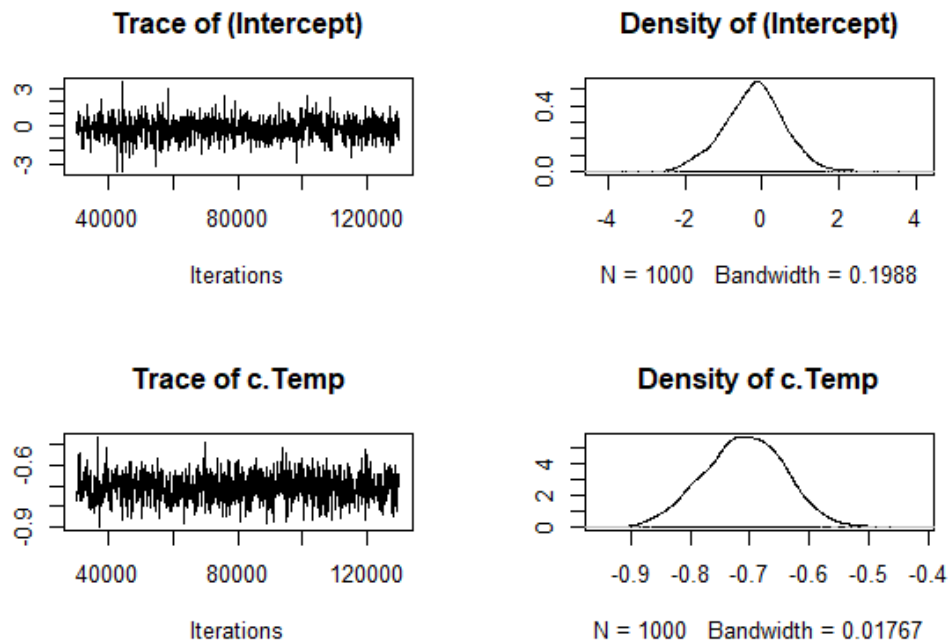 Trace of (Intercept)
3
0
-3
40000 80000 120000
Iterations
Density of (Intercept)
0.4
0.0
-4 -2 0 2 4
N = 1000 Bandwidth = 0.1988
Trace of c.Temp
-0.6
-0.9
40000 80000 120000
Iterations
Density of c.Temp
4
2
0
-0.9 -0.8 -0.7 -0.6 -0.5 -0.4
N = 1000 Bandwidth = 0.01767